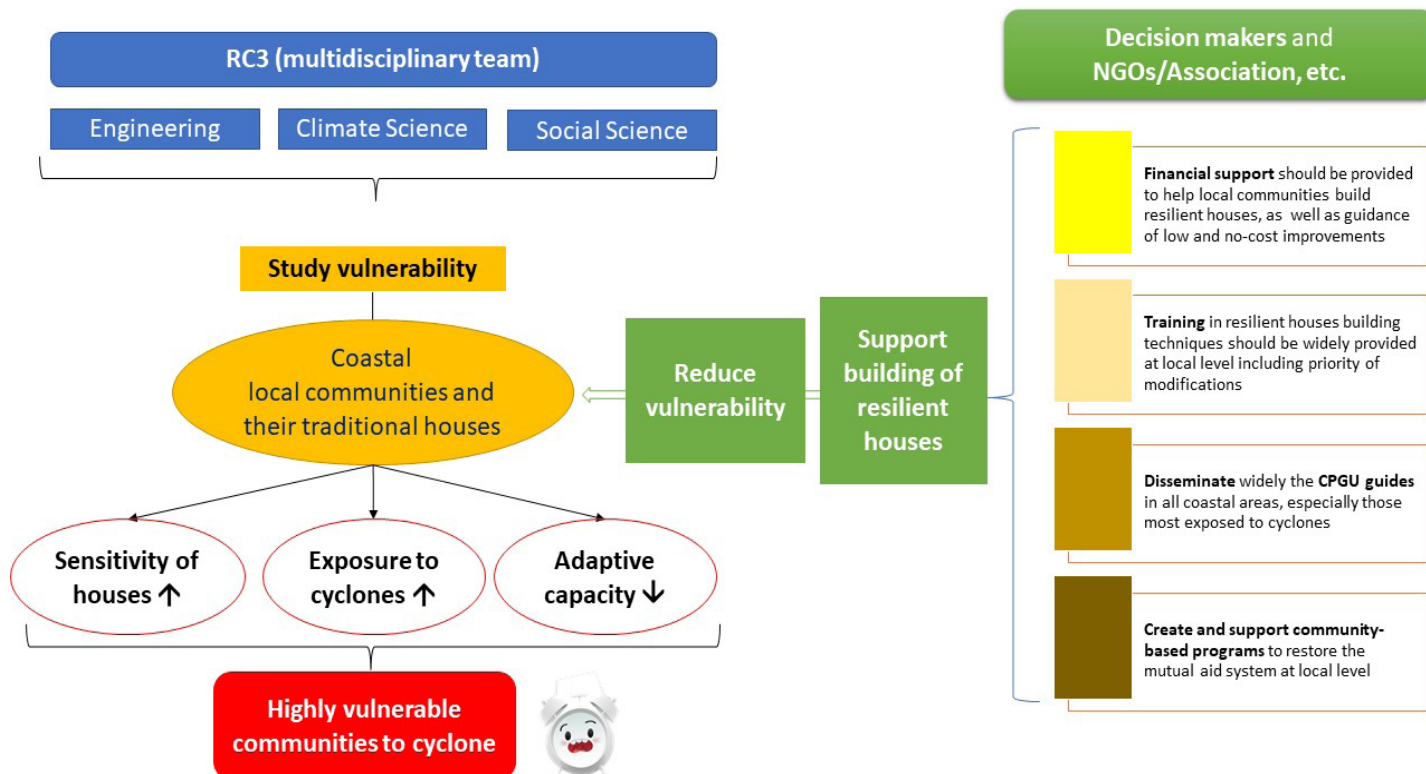 RC3 (multidisciplinary team)
Engineering
Climate Science
Social Science
Study vulnerability
Coastal
local communities and
their traditional houses
Sensitivity of
houses ↑
Exposure to
cyclones ↑
Adaptive
capacity ↓
Highly vulnerable
communities to cyclone
Reduce
vulnerability
Support
building of
resilient
houses
Decision makers and
NGOs/Association, etc.
Financial support should be provided
to help local communities build
resilient houses, as well as guidance
of low and no-cost improvements
Training in resilient houses building
techniques should be widely provided
at local level including priority of
modifications
Disseminate widely the CPGU guides
in all coastal areas, especially those
most exposed to cyclones
Create and support community-
based programs to restore the
mutual aid system at local level